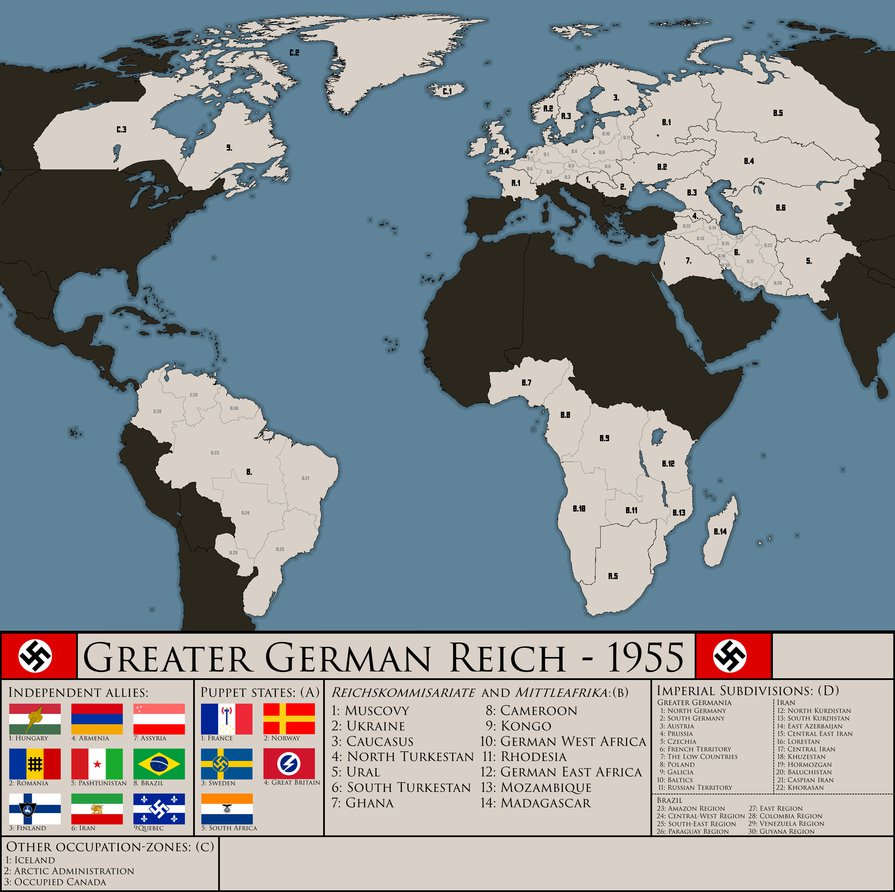 C.2
C.1
C.3
9.
R.2
R.3
3.
R.4
B.1
B.5
B.4
B.2
R.1
1.
2.
B.3
4.
B.6
7.
6.
5.
B.7
B.8
B.9
B.12
B.10
B.11
B.13
B.14
R.5
8.
GREATER GERMAN REICH - 1955
INDEPENDENT ALLIES:
1: HUNGARY
4: ARMENIA
7: ASSYRIA
2: ROMANIA
5: PASHTUNISTAN
8: BRAZIL
3: FINLAND
6: IRAN
9:QUEBEC
PUPPET STATES: (A)
1: FRANCE
2: NORWAY
3: SWEDEN
4: GREAT BRITAIN
5: SOUTH AFRICA
REICHSKOMMISARIATE AND MITTLEAFRIKA:(B)
1: MUSCOVY
2: UKRAINE
3: CAUCASUS
4: NORTH TURKESTAN
5: URAL
6: SOUTH TURKESTAN
7: GHANA
8: CAMEROON
9: KONGO
10: GERMAN WEST AFRICA
11: RHODESIA
12: GERMAN EAST AFRICA
13: MOZAMBIQUE
14: MADAGASCAR
IMPERIAL SUBDIVISIONS: (D)
GREATER GERMANIA
1: NORTH GERMANY
2: SOUTH GERMANY
3: AUSTRIA
4: PRUSSIA
5: CZECHIA
6: FRENCH TERRITORY
7: THE LOW COUNTRIES
8: POLAND
9: GALICIA
10: BALTICS
11: RUSSIAN TERRITORY
IRAN
12: NORTH KURDISTAN
13: SOUTH KURDISTAN
14: EAST AZERBAIJAN
15: CENTRAL EAST IRAN
16: LORESTAN
17: CENTRAL IRAN
18: KHUZESTAN
19: HORMOZGAN
20: BALUCHISTAN
21: CASPIAN IRAN
22: KHORASAN
BRAZIL
23: AMAZON REGION
24: CENTRAL-WEST REGION
25: SOUTH-EAST REGION
26: PARAGUAY REGION
27: EAST REGION
28: COLOMBIA REGION
29: VENEZUELA REGION
30: GUYANA REGION
OTHER OCCUPATION-ZONES: (C)
1: ICELAND
2: ARCTIC ADMINISTRATION
3: OCCUPIED CANADA